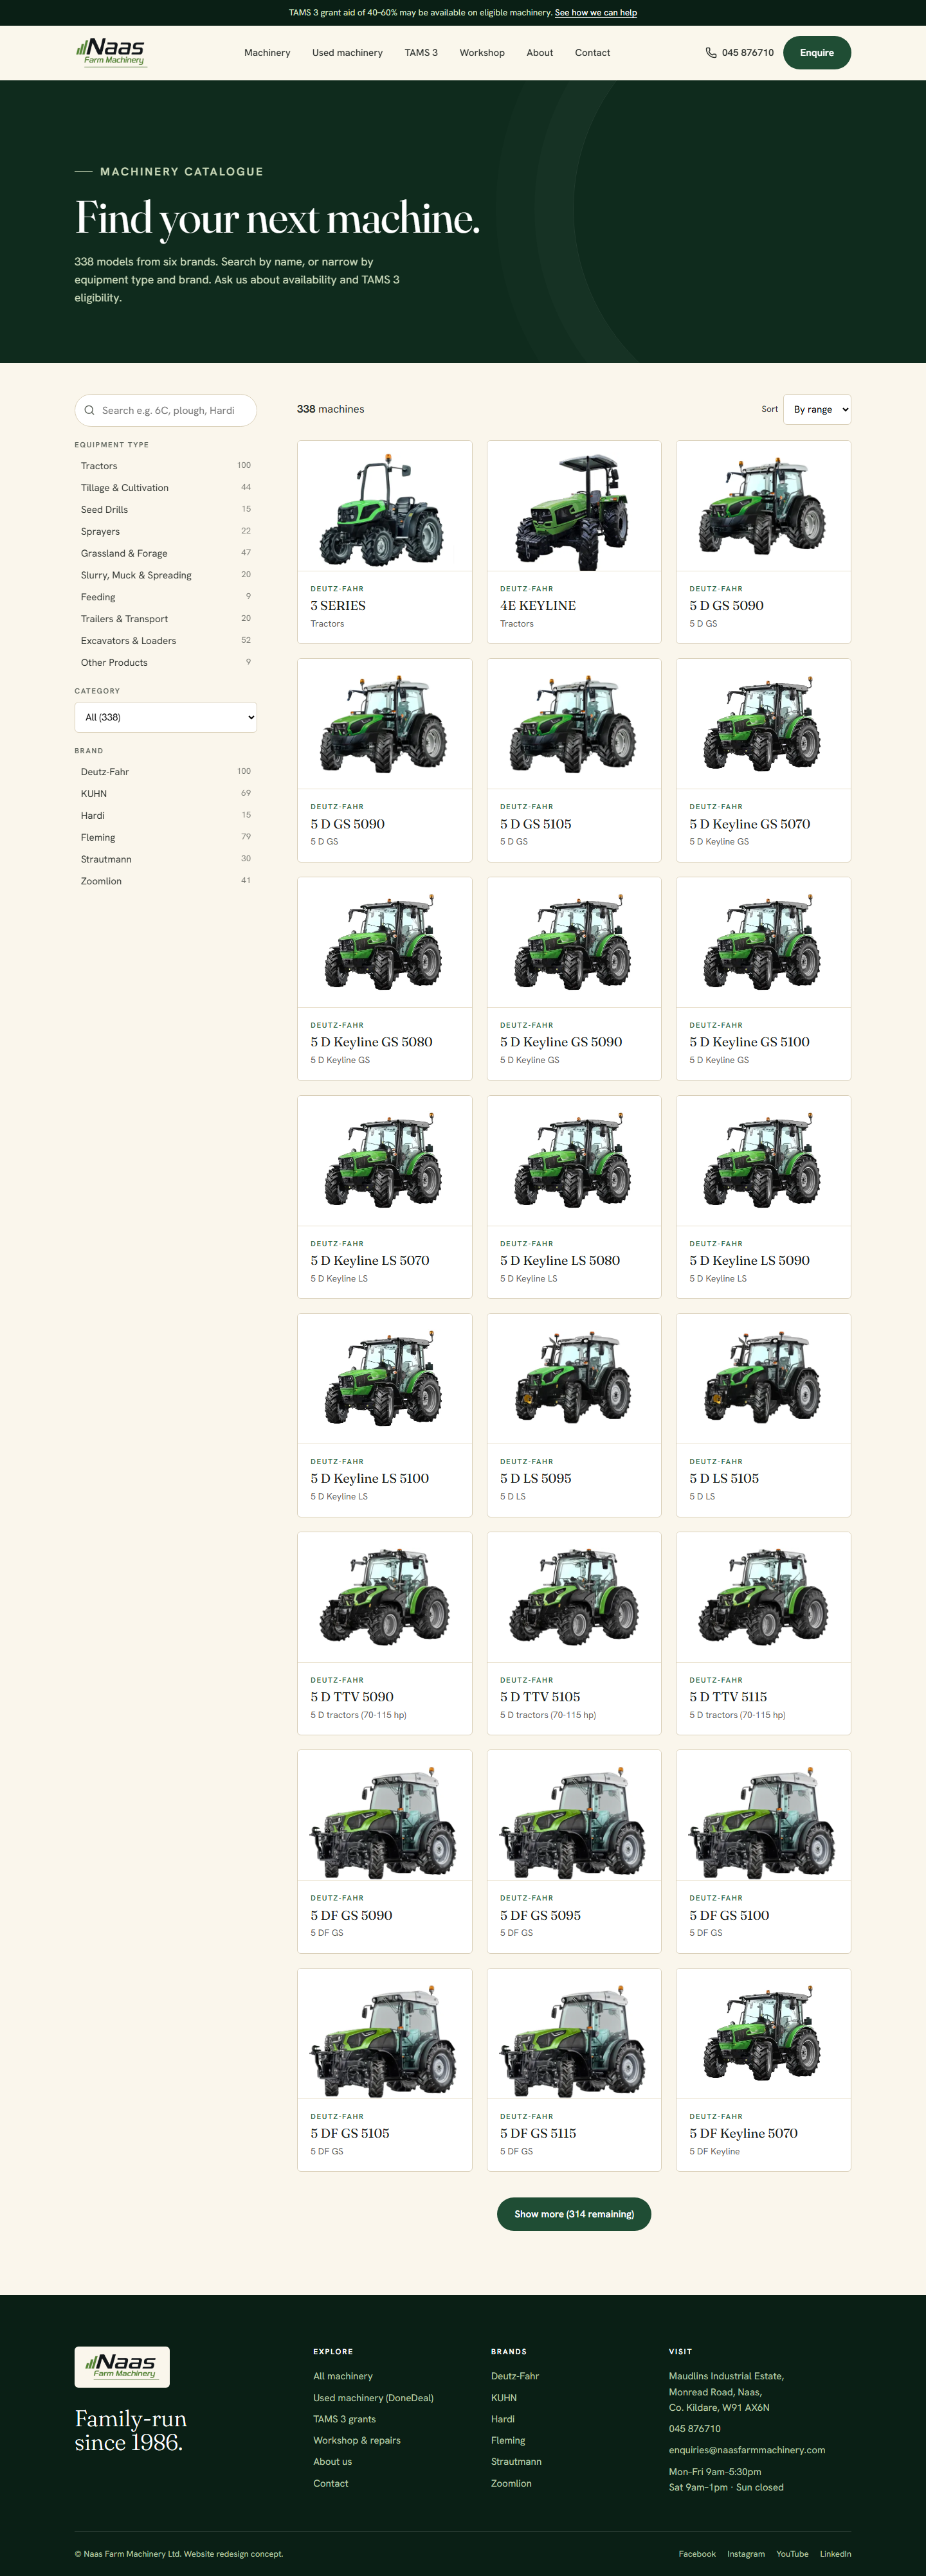 TAMS 3 grant aid of 40–60% may be available on eligible machinery. See how we can help
Naas
Farm Machinery
Machinery
Used machinery
TAMS 3
Workshop
About
Contact
045 876710
Enquire
MACHINERY CATALOGUE
Find your next machine.
338 models from six brands. Search by name, or narrow by
equipment type and brand. Ask us about availability and TAMS 3
eligibility.
Search e.g. 6C, plough, Hardi
EQUIPMENT TYPE
Tractors 100
Tillage & Cultivation 44
Seed Drills 15
Sprayers 22
Grassland & Forage 47
Slurry, Muck & Spreading 20
Feeding 9
Trailers & Transport 20
Excavators & Loaders 52
Other Products 9
CATEGORY
All (338)
BRAND
Deutz-Fahr 100
KUHN 69
Hardi 15
Fleming 79
Strautmann 30
Zoomlion 41
338 machines
Sort By range
DEUTZ-FAHR
3 SERIES
Tractors
DEUTZ-FAHR
4E KEYLINE
Tractors
DEUTZ-FAHR
5 D GS 5090
5 D GS
DEUTZ-FAHR
5 D GS 5090
5 D GS
DEUTZ-FAHR
5 D GS 5105
5 D GS
DEUTZ-FAHR
5 D Keyline GS 5070
5 D Keyline GS
DEUTZ-FAHR
5 D Keyline GS 5080
5 D Keyline GS
DEUTZ-FAHR
5 D Keyline GS 5090
5 D Keyline GS
DEUTZ-FAHR
5 D Keyline GS 5100
5 D Keyline GS
DEUTZ-FAHR
5 D Keyline LS 5070
5 D Keyline LS
DEUTZ-FAHR
5 D Keyline LS 5080
5 D Keyline LS
DEUTZ-FAHR
5 D Keyline LS 5090
5 D Keyline LS
DEUTZ-FAHR
5 D Keyline LS 5100
5 D Keyline LS
DEUTZ-FAHR
5 D LS 5095
5 D LS
DEUTZ-FAHR
5 D LS 5105
5 D LS
DEUTZ-FAHR
5 D TTV 5090
5 D tractors (70-115 hp)
DEUTZ-FAHR
5 D TTV 5105
5 D tractors (70-115 hp)
DEUTZ-FAHR
5 D TTV 5115
5 D tractors (70-115 hp)
DEUTZ-FAHR
5 DF GS 5090
5 DF GS
DEUTZ-FAHR
5 DF GS 5095
5 DF GS
DEUTZ-FAHR
5 DF GS 5100
5 DF GS
DEUTZ-FAHR
5 DF GS 5105
5 DF GS
DEUTZ-FAHR
5 DF GS 5115
5 DF GS
DEUTZ-FAHR
5 DF Keyline 5070
5 DF Keyline
Show more (314 remaining)
Naas
Farm Machinery
Family-run
since 1986.
EXPLORE
All machinery
Used machinery (DoneDeal)
TAMS 3 grants
Workshop & repairs
About us
Contact
BRANDS
Deutz-Fahr
KUHN
Hardi
Fleming
Strautmann
Zoomlion
VISIT
Maudlins Industrial Estate,
Monread Road, Naas,
Co. Kildare, W91 AX6N
045 876710
enquiries@naasfarmmachinery.com
Mon–Fri 9am–5:30pm
Sat 9am–1pm · Sun closed
© Naas Farm Machinery Ltd. Website redesign concept.
Facebook
Instagram
YouTube
LinkedIn